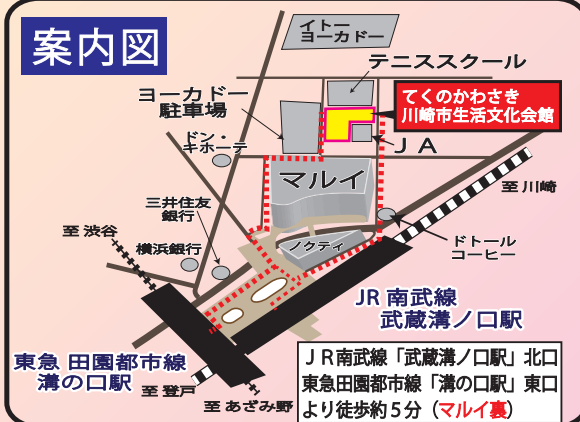 案内図
イトー
ヨーカドー
テニススクール
ヨーカドー
駐車場
てくのかわさき
川崎市生活文化会館
ドン・
キホーテ
JA
マルイ
至 川崎
三井住友
銀行
至 渋谷
横浜銀行
ノクティ
ドトール
コーヒー
JR 南武線
武蔵溝ノ口駅
東急 田園都市線
溝の口駅
至 登戸
至 あざみ野
JR南武線「武蔵溝ノ口駅」北口
東急田園都市線「溝の口駅」東口
より徒歩約5分(マルイ裏)